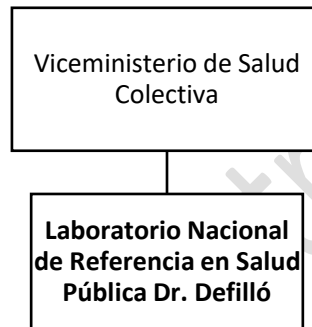 Viceministerio de Salud
Colectiva
Laboratorio Nacional
de Referencia en Salud
Pública Dr. Defilló